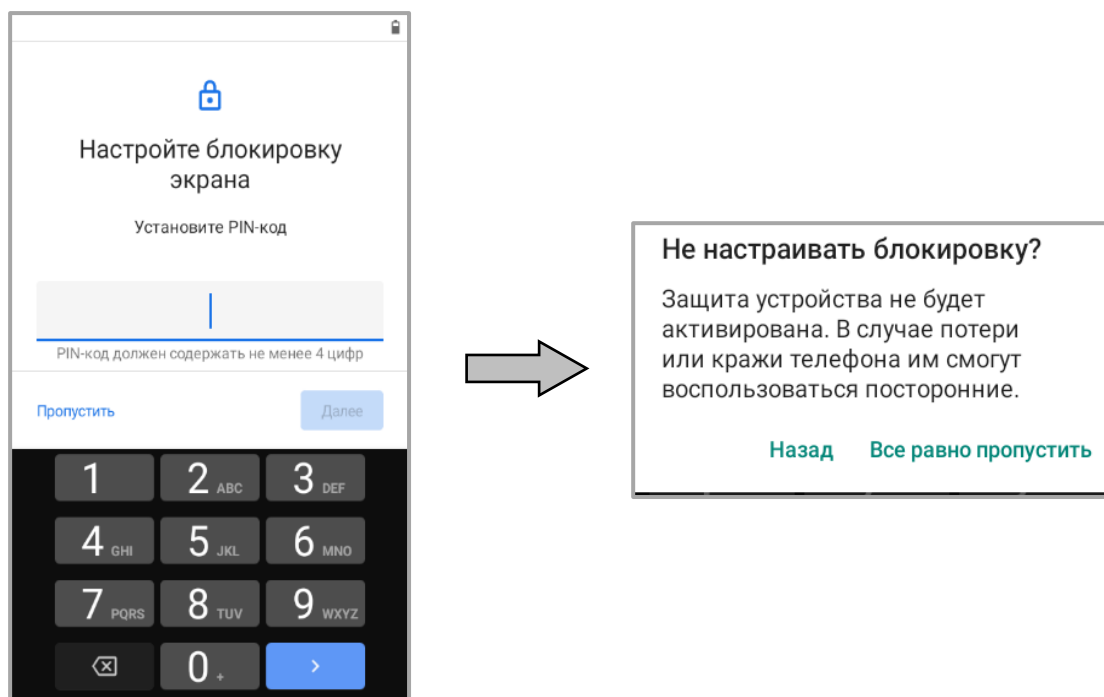 Настройте блокировку
экрана
Установите PIN-код
PIN-код должен содержать не менее 4 цифр
Пропустить
Далее
1
2 ABC
3 DEF
4 GHI
5 JKL
6 MNO
7 PQRS
8 TUV
9 WXYZ
0 +
Не настраивать блокировку?
Защита устройства не будет
активирована. В случае потери
или кражи телефона им смогут
воспользоваться посторонние.
Назад
Все равно пропустить